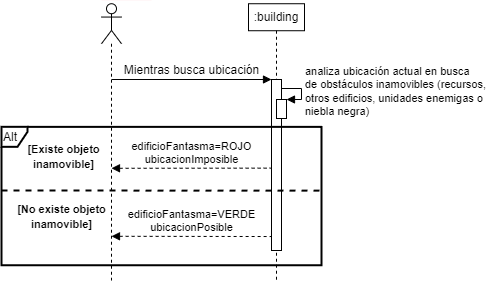 :building
Mientras busca ubicación
analiza ubicación actual en busca
de obstáculos inamovibles (recursos,
otros edificios, unidades enemigas o
niebla negra)
Alt
[Existe objeto
inamovible]
edificioFantasma=ROJO
ubicacionImposible
[No existe objeto
inamovible]
edificioFantasma=VERDE
ubicacionPosible